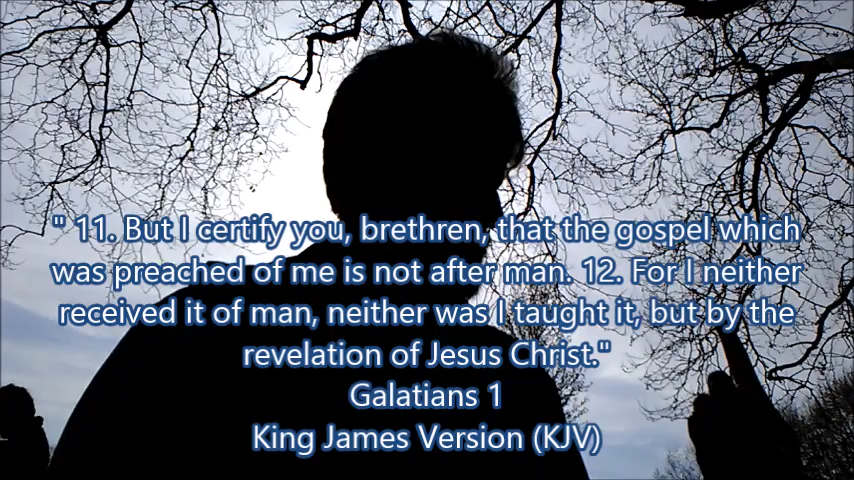 " 11. But I certify you, brethren, that the gospel which
was preached of me is not after man. 12. For I neither
received it of man, neither was I taught it, but by the
revelation of Jesus Christ."
Galatians 1
King James Version (KJV)